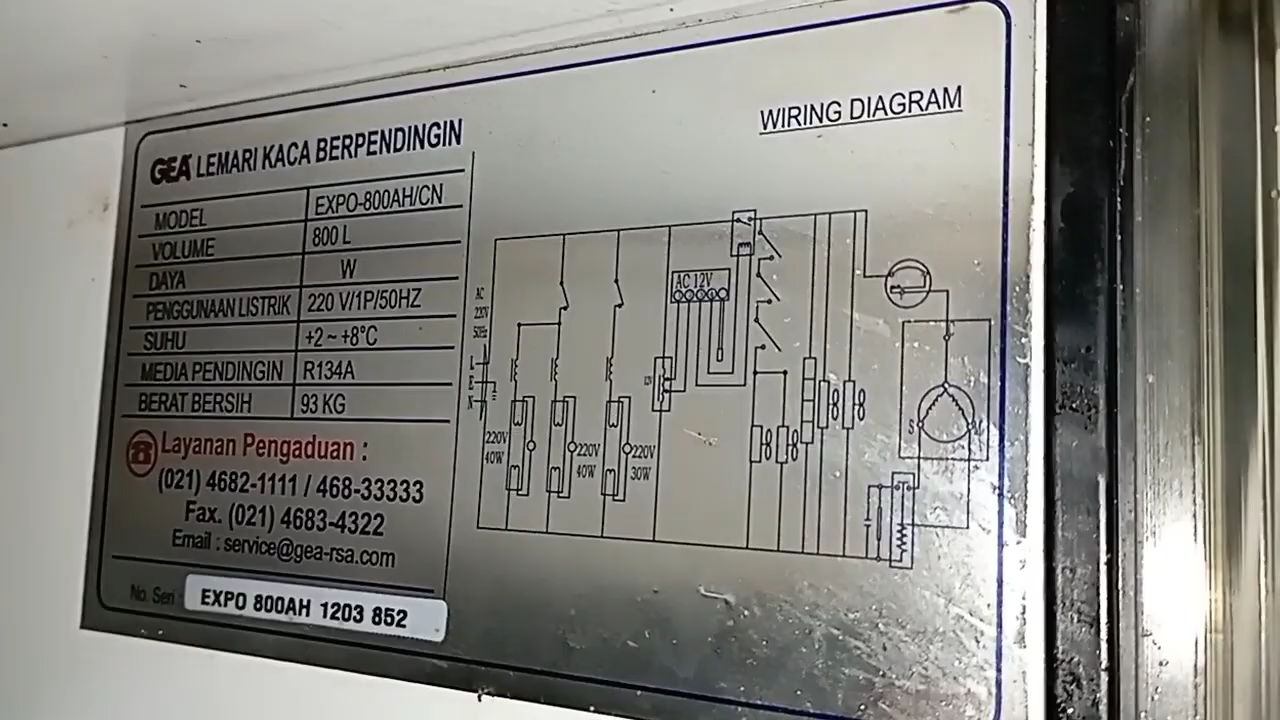 GEA LEMARI KACA BERPENDINGIN
MODEL EXPO-800AH/CN
VOLUME 800 L
DAYA W
PENGGUNAAN LISTRIK 220 V/1P/50HZ
SUHU +2 ~ +8°C
MEDIA PENDINGIN R134A
BERAT BERSIH 93 KG
Layanan Pengaduan :
(021) 4682-1111 / 468-33333
Fax. (021) 4683-4322
Email : service@gea-rsa.com
No. Seri : EXPO 800AH 1203 852
WIRING DIAGRAM
AC
220V
50Hz
L
E
N
AC 12V
12V
220V
40W
220V
40W
220V
30W
S